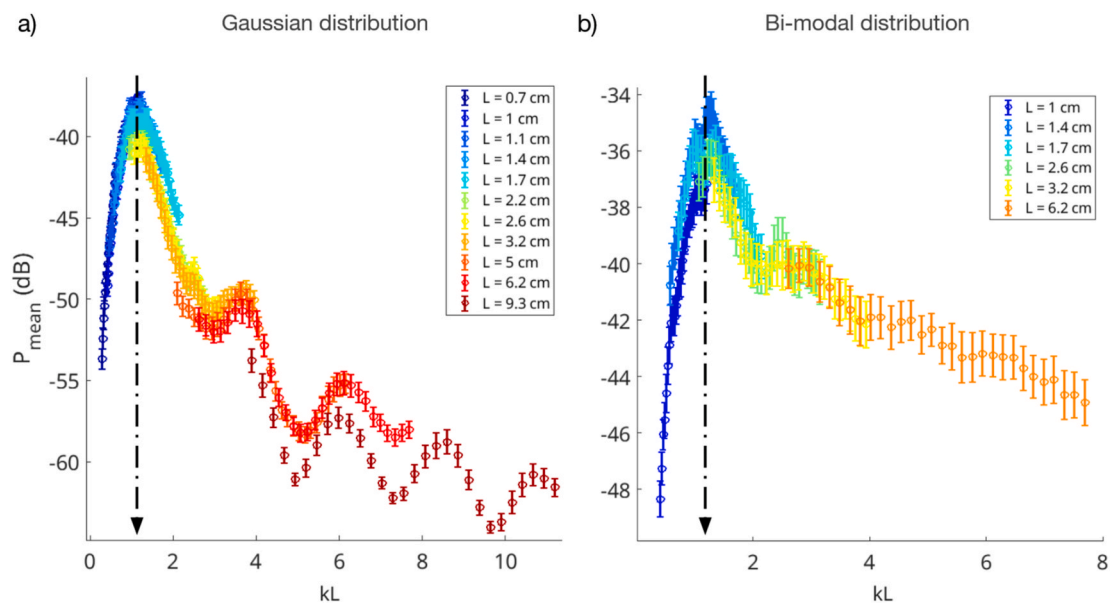 a)
Gaussian distribution
P_mean (dB)
-40
-45
-50
-55
-60
0
2
4
6
8
10
kL
L = 0.7 cm
L = 1 cm
L = 1.1 cm
L = 1.4 cm
L = 1.7 cm
L = 2.2 cm
L = 2.6 cm
L = 3.2 cm
L = 5 cm
L = 6.2 cm
L = 9.3 cm
b)
Bi-modal distribution
-34
-36
-38
-40
-42
-44
-46
-48
2
4
6
8
kL
L = 1 cm
L = 1.4 cm
L = 1.7 cm
L = 2.6 cm
L = 3.2 cm
L = 6.2 cm